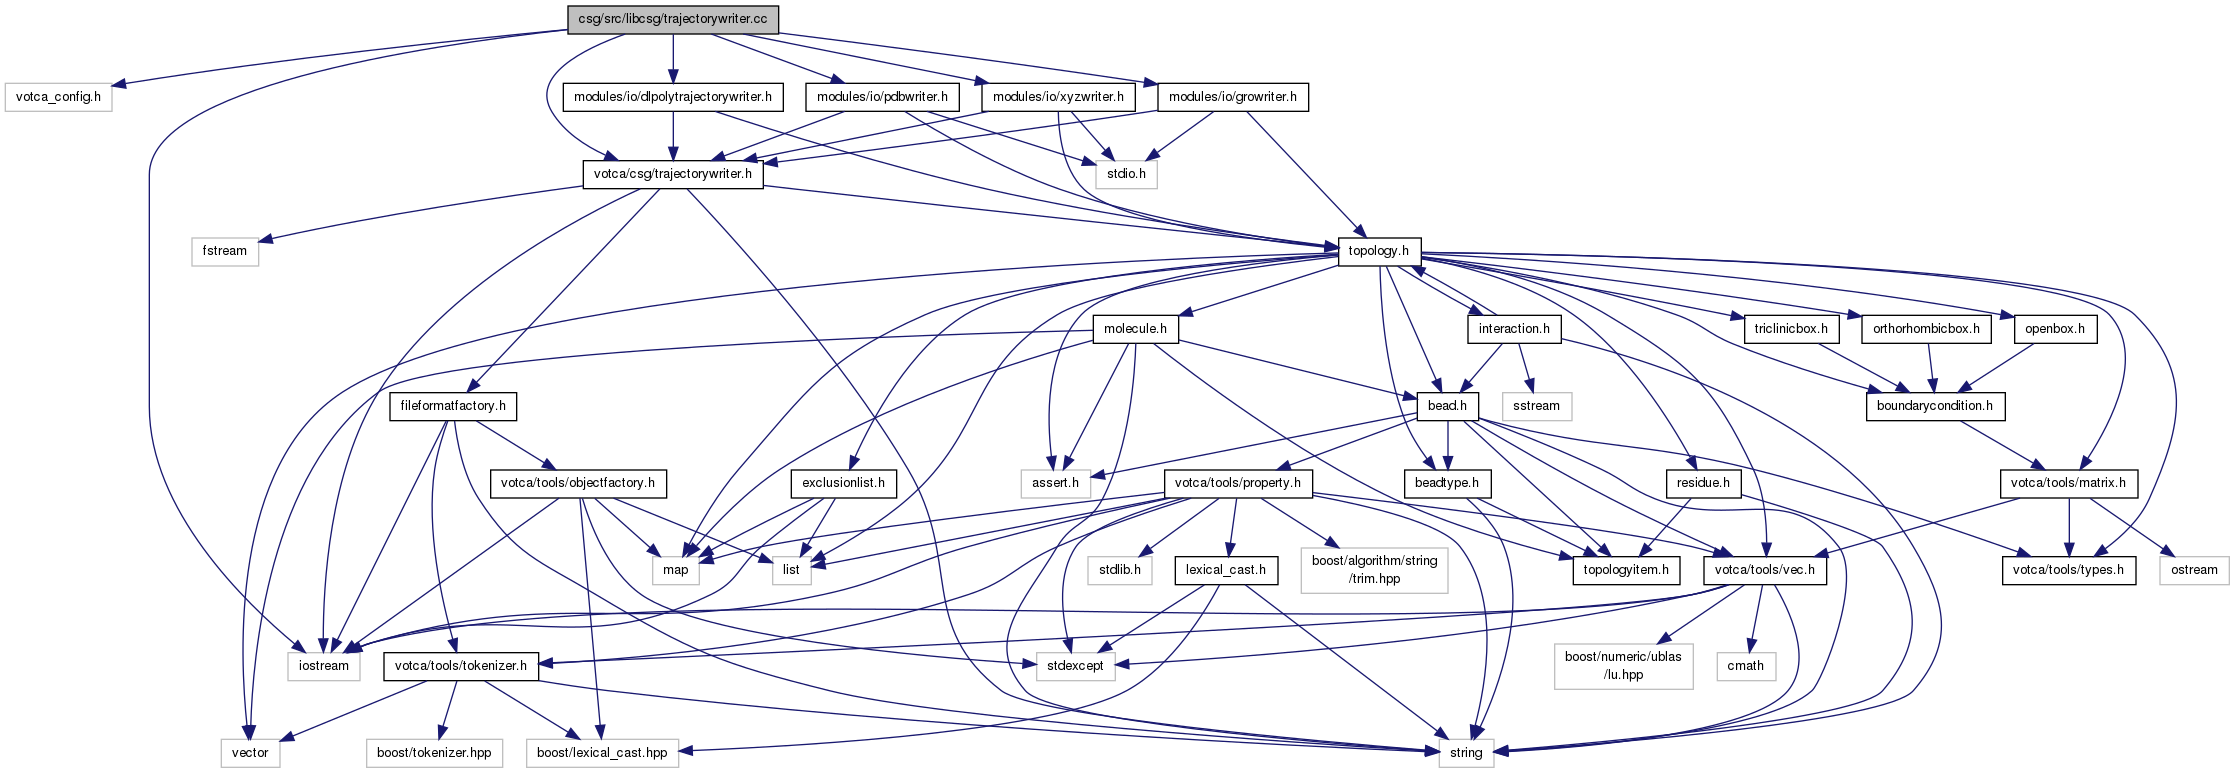 csg/src/libcsg/trajectorywriter.cc
votca_config.h
modules/io/dlpolytrajectorywriter.h
modules/io/pdbwriter.h
modules/io/xyzwriter.h
modules/io/growriter.h
votca/csg/trajectorywriter.h
stdio.h
fstream
topology.h
molecule.h
interaction.h
triclinicbox.h
orthorhombicbox.h
openbox.h
fileformatfactory.h
bead.h
sstream
boundarycondition.h
votca/tools/objectfactory.h
exclusionlist.h
assert.h
votca/tools/property.h
beadtype.h
residue.h
votca/tools/matrix.h
map
list
stdlib.h
lexical_cast.h
boost/algorithm/string
/trim.hpp
topologyitem.h
votca/tools/vec.h
votca/tools/types.h
ostream
iostream
votca/tools/tokenizer.h
stdexcept
boost/numeric/ublas
/lu.hpp
cmath
vector
boost/tokenizer.hpp
boost/lexical_cast.hpp
string